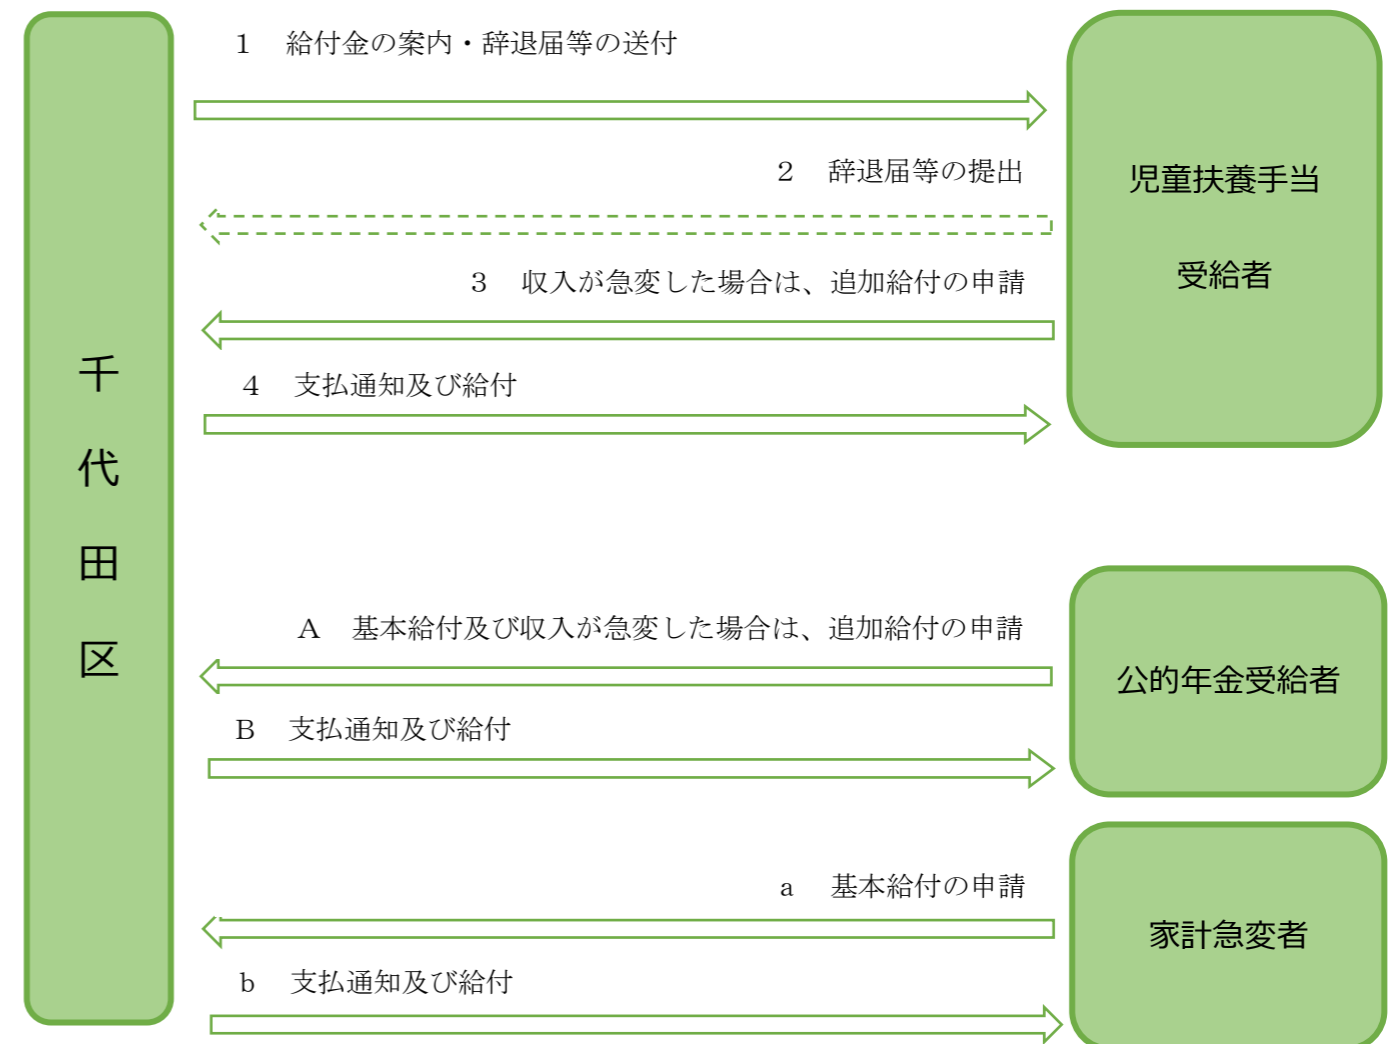 千代田区
1 給付金の案内・辞退届等の送付
2 辞退届等の提出
3 収入が急変した場合は、追加給付の申請
4 支払通知及び給付
児童扶養手当
受給者
A 基本給付及び収入が急変した場合は、追加給付の申請
B 支払通知及び給付
公的年金受給者
a 基本給付の申請
b 支払通知及び給付
家計急変者